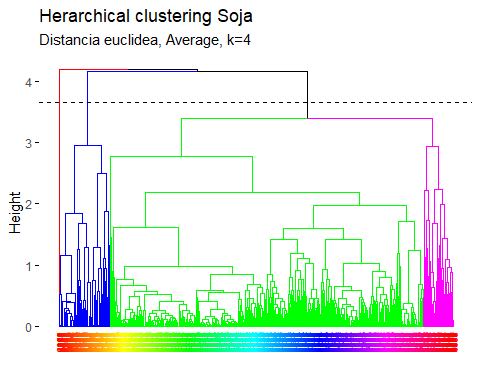 Herarchical clustering Soja
Distancia euclidea, Average, k=4
4
3
2
1
0
Height